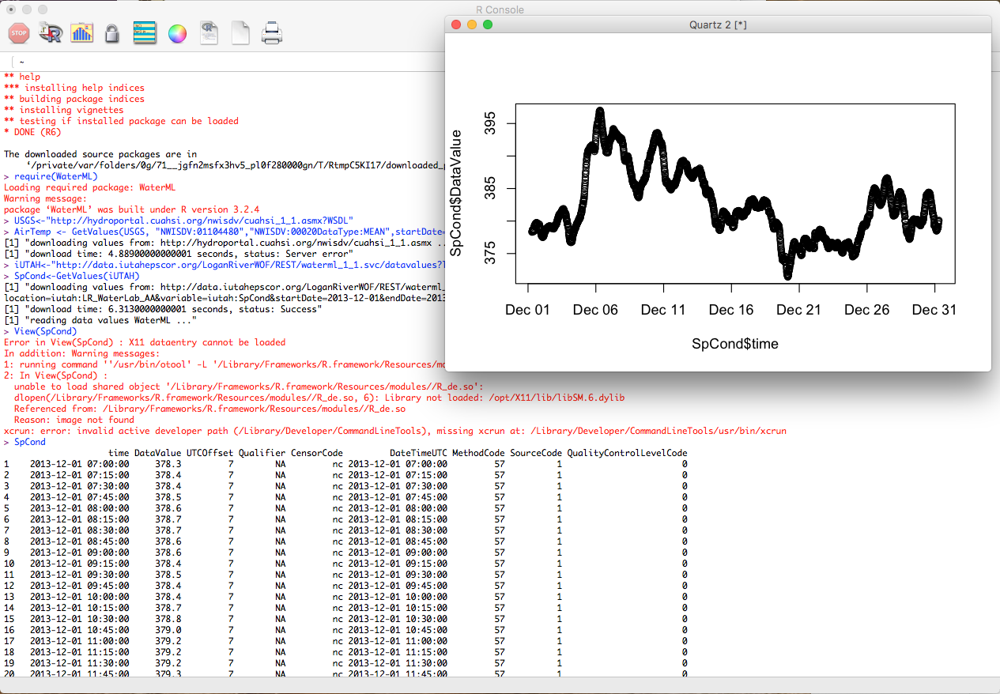 R Console
STOP
R
R
~
** help
*** installing help indices
** building package indices
** installing vignettes
** testing if installed package can be loaded
* DONE (R6)
The downloaded source packages are in
‘/private/var/folders/0g/71__jgfn2msfx3hv5_pl0f280000gn/T/RtmpC5KI17/downloaded_
> require(WaterML)
Loading required package: WaterML
Warning message:
package ‘WaterML’ was built under R version 3.2.4
> USGS<-"http://hydroportal.cuahsi.org/nwisdv/cuahsi_1_1.asmx?WSDL"
> AirTemp <- GetValues(USGS, "NWISDV:01104480","NWISDV:00020DataType:MEAN",startDate=
[1] "downloading values from: http://hydroportal.cuahsi.org/nwisdv/cuahsi_1_1.asmx ..
[1] "download time: 4.88900000000001 seconds, status: Server error"
> iUTAH<-"http://data.iutahepscor.org/LoganRiverWOF/REST/waterml_1_1.svc/datavalues?
> SpCond<-GetValues(iUTAH)
[1] "downloading values from: http://data.iutahepscor.org/LoganRiverWOF/REST/waterml_
location=iutah:LR_WaterLab_AA&variable=iutah:SpCond&startDate=2013-12-01&endDate=201
[1] "download time: 6.3130000000001 seconds, status: Success"
[1] "reading data values WaterML ..."
> View(SpCond)
Error in View(SpCond) : X11 dataentry cannot be loaded
In addition: Warning messages:
1: running command ''/usr/bin/otool' -L '/Library/Frameworks/R.framework/Resources/m
2: In View(SpCond) :
unable to load shared object '/Library/Frameworks/R.framework/Resources/modules//R_de.so':
dlopen(/Library/Frameworks/R.framework/Resources/modules//R_de.so, 6): Library not loaded: /opt/X11/lib/libSM.6.dylib
Referenced from: /Library/Frameworks/R.framework/Resources/modules//R_de.so
Reason: image not found
xcrun: error: invalid active developer path (/Library/Developer/CommandLineTools), missing xcrun at: /Library/Developer/CommandLineTools/usr/bin/xcrun
> SpCond
time DataValue UTCOffset Qualifier CensorCode DateTimeUTC MethodCode SourceCode QualityControlLevelCode
1 2013-12-01 07:00:00 378.3 7 NA nc 2013-12-01 07:00:00 57 1 0
2 2013-12-01 07:15:00 378.4 7 NA nc 2013-12-01 07:15:00 57 1 0
3 2013-12-01 07:30:00 378.4 7 NA nc 2013-12-01 07:30:00 57 1 0
4 2013-12-01 07:45:00 378.5 7 NA nc 2013-12-01 07:45:00 57 1 0
5 2013-12-01 08:00:00 378.6 7 NA nc 2013-12-01 08:00:00 57 1 0
6 2013-12-01 08:15:00 378.7 7 NA nc 2013-12-01 08:15:00 57 1 0
7 2013-12-01 08:30:00 378.7 7 NA nc 2013-12-01 08:30:00 57 1 0
8 2013-12-01 08:45:00 378.6 7 NA nc 2013-12-01 08:45:00 57 1 0
9 2013-12-01 09:00:00 378.6 7 NA nc 2013-12-01 09:00:00 57 1 0
10 2013-12-01 09:15:00 378.4 7 NA nc 2013-12-01 09:15:00 57 1 0
11 2013-12-01 09:30:00 378.5 7 NA nc 2013-12-01 09:30:00 57 1 0
12 2013-12-01 09:45:00 378.4 7 NA nc 2013-12-01 09:45:00 57 1 0
13 2013-12-01 10:00:00 378.4 7 NA nc 2013-12-01 10:00:00 57 1 0
14 2013-12-01 10:15:00 378.7 7 NA nc 2013-12-01 10:15:00 57 1 0
15 2013-12-01 10:30:00 378.8 7 NA nc 2013-12-01 10:30:00 57 1 0
16 2013-12-01 10:45:00 379.0 7 NA nc 2013-12-01 10:45:00 57 1 0
17 2013-12-01 11:00:00 379.2 7 NA nc 2013-12-01 11:00:00 57 1 0
18 2013-12-01 11:15:00 379.2 7 NA nc 2013-12-01 11:15:00 57 1 0
19 2013-12-01 11:30:00 379.2 7 NA nc 2013-12-01 11:30:00 57 1 0
20 2013-12-01 11:45:00 379.3 7 NA nc 2013-12-01 11:45:00 57 1 0
Quartz 2 [*]
SpCond$DataValue
395
385
375
Dec 01 Dec 06 Dec 11 Dec 16 Dec 21 Dec 26 Dec 31
SpCond$time